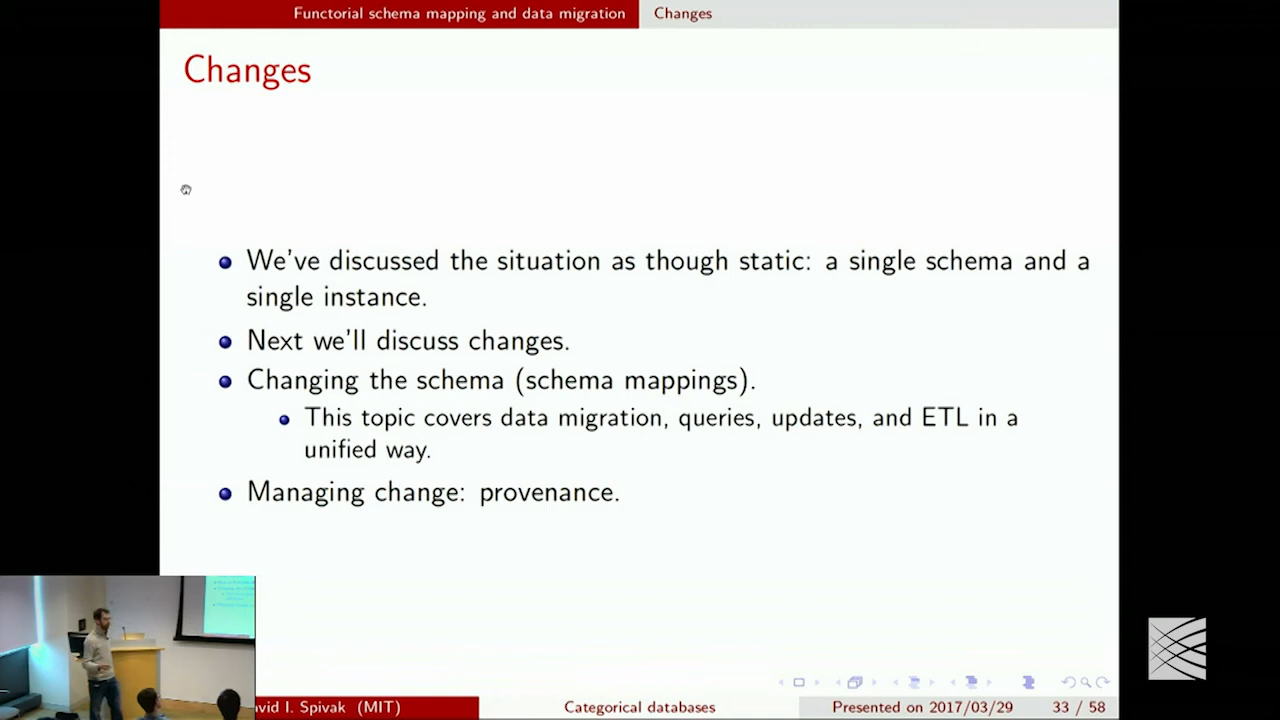 Functorial schema mapping and data migration Changes
Changes
We've discussed the situation as though static: a single schema and a
single instance.
Next we'll discuss changes.
Changing the schema (schema mappings).
This topic covers data migration, queries, updates, and ETL in a
unified way.
Managing change: provenance.
avid I. Spivak (MIT) Categorical databases Presented on 2017/03/29 33 / 58